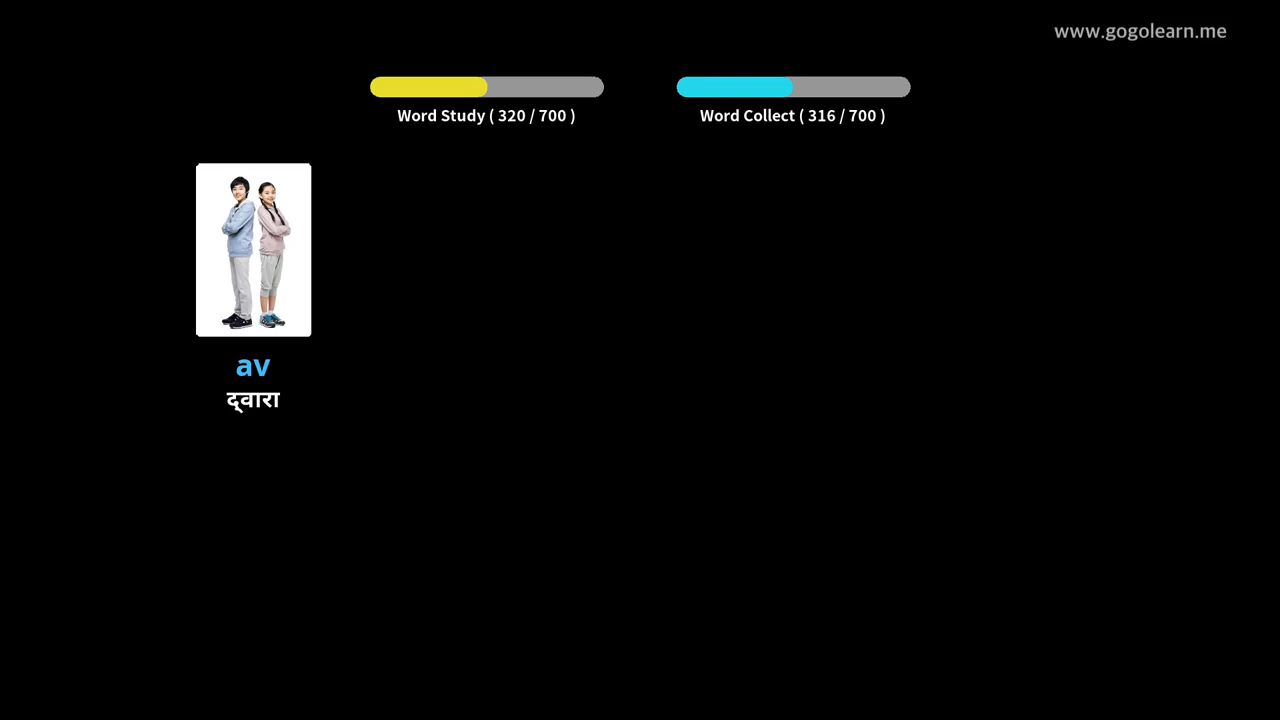 www.gogolearn.me
Word Study ( 320 / 700 )
Word Collect ( 316 / 700 )
av
द्वारा